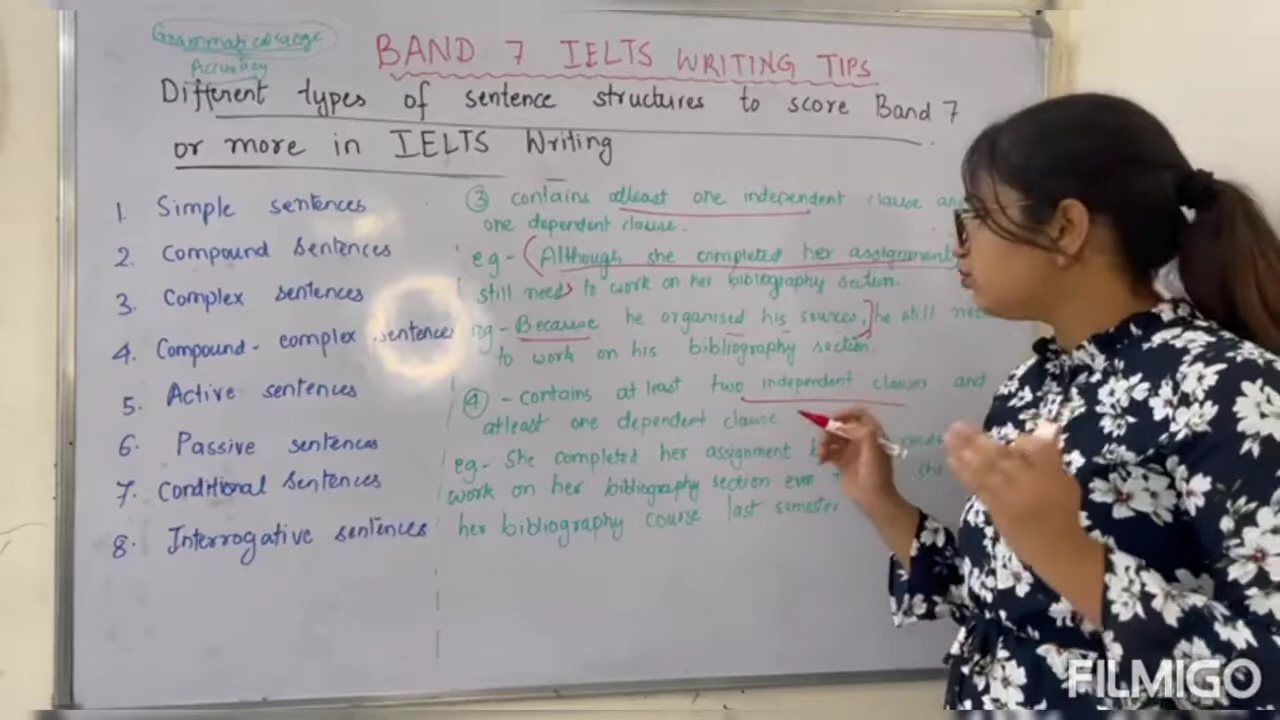 Grammatical range
Accuracy
BAND 7 IELTS WRITING TIPS
Different types of sentence structures to score Band 7
or more in IELTS Writing
1. Simple sentences
2. Compound sentences
3. Complex sentences
4. Compound-complex sentences
5. Active sentences
6. Passive sentences
7. Conditional sentences
8. Interrogative sentences
③ contains atleast one independent clause and
one dependent clause.
eg - (Although she completed her assignment
still needs to work on her bibliography section.
eg - Because he organised his sources,] he still
to work on his bibliography section.
④ - contains at least two independent clauses and
atleast one dependent clause
eg - She completed her assignment
work on her bibliography section
her bibliography course last semester
FILMIGO